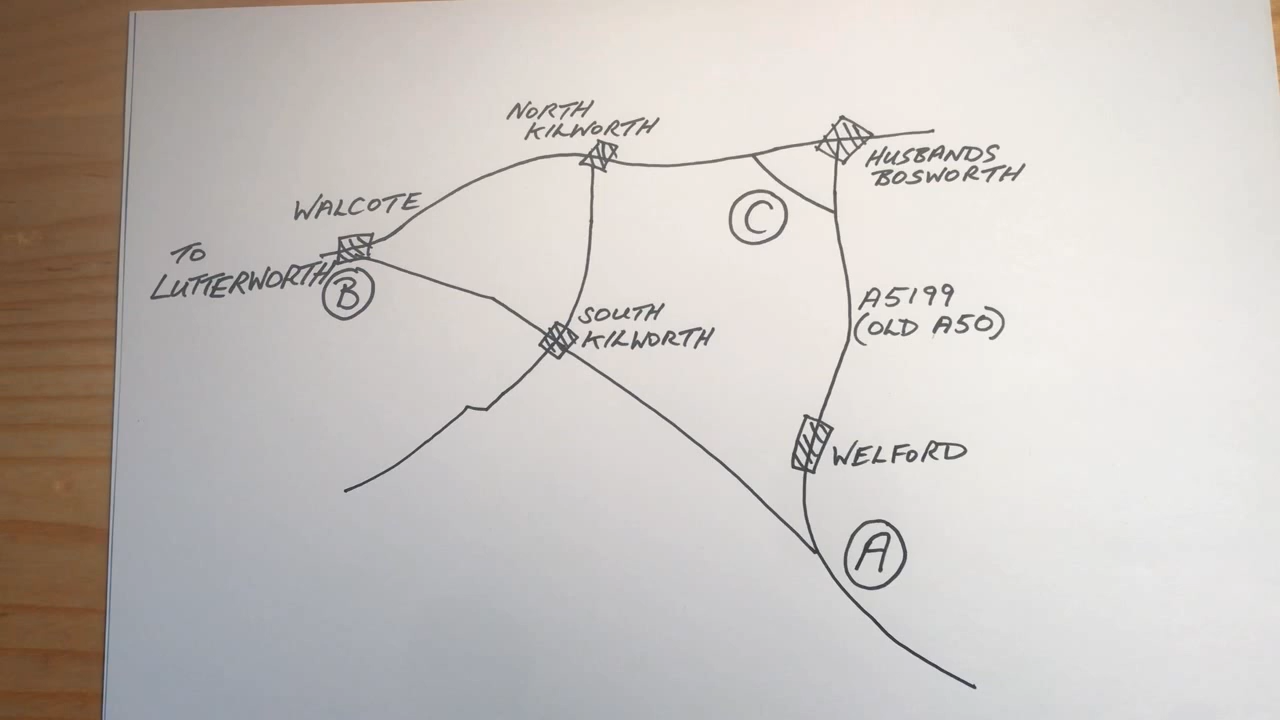 NORTH
KILWORTH
HUSBANDS
BOSWORTH
WALCOTE
C
TO
LUTTERWORTH
B
A5199
(OLD A50)
SOUTH
KILWORTH
WELFORD
A